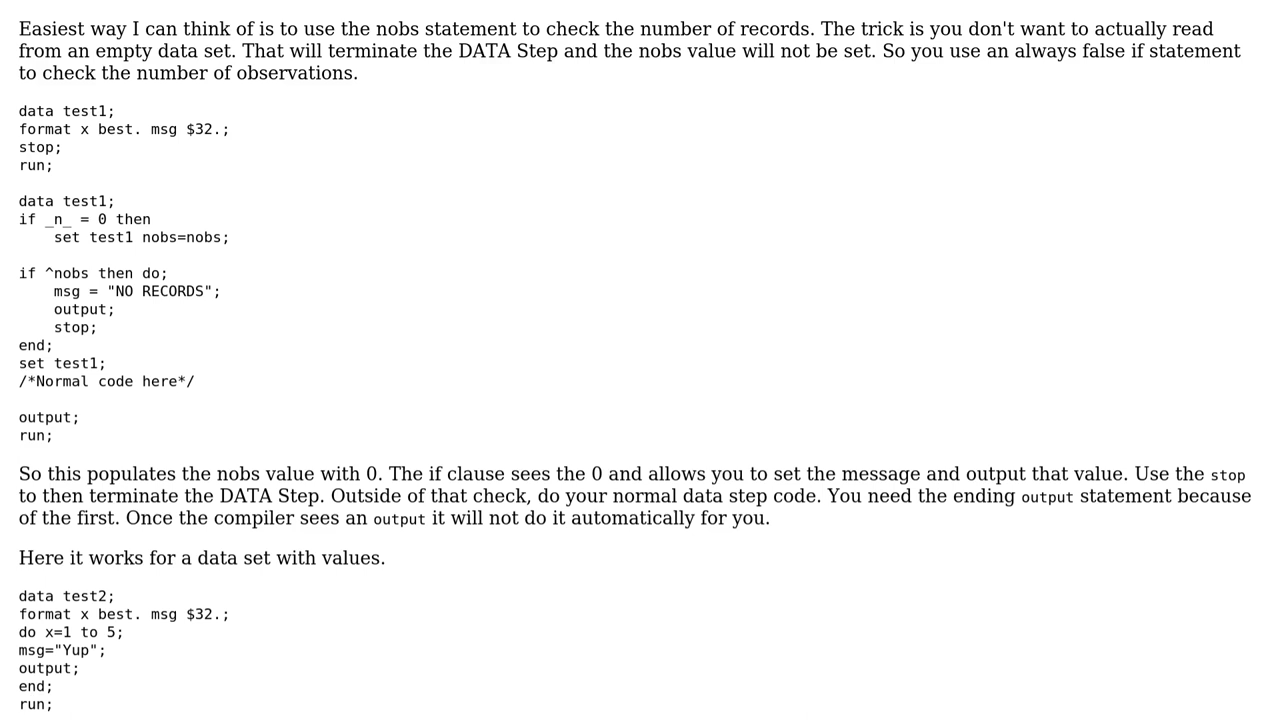 Easiest way I can think of is to use the nobs statement to check the number of records. The trick is you don't want to actually read
from an empty data set. That will terminate the DATA Step and the nobs value will not be set. So you use an always false if statement
to check the number of observations.
data test1;
format x best. msg $32.;
stop;
run;
data test1;
if _n_ = 0 then
    set test1 nobs=nobs;
if ^nobs then do;
    msg = "NO RECORDS";
    output;
    stop;
end;
set test1;
/*Normal code here*/
output;
run;
So this populates the nobs value with 0. The if clause sees the 0 and allows you to set the message and output that value. Use the stop
to then terminate the DATA Step. Outside of that check, do your normal data step code. You need the ending output statement because
of the first. Once the compiler sees an output it will not do it automatically for you.
Here it works for a data set with values.
data test2;
format x best. msg $32.;
do x=1 to 5;
msg="Yup";
output;
end;
run;